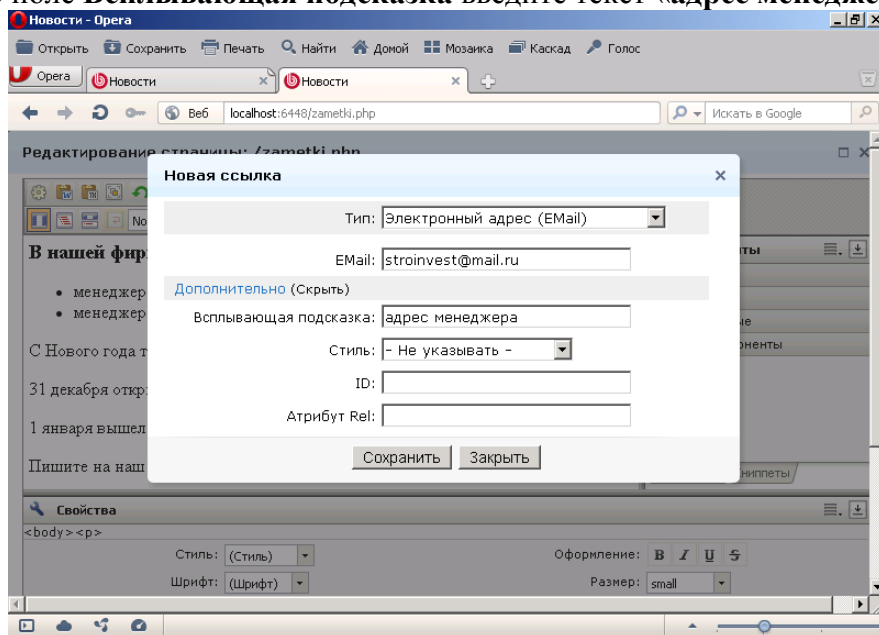 поле Всплывающая подсказка введите текст «адрес менедже
Новости - Opera
Открыть Сохранить Печать Найти Домой Мозаика Каскад Голос
Opera Новости Новости
Веб localhost:6448/zametki.php Искать в Google
Редактирование страницы: /zametki.php
Новая ссылка
Тип: Электронный адрес (EMail)
No
В нашей фир
EMail: stroinvest@mail.ru
Дополнительно (Скрыть)
менеджер
Всплывающая подсказка: адрес менеджера
менеджер
Стиль: - Не указывать -
С Нового года т
ID:
31 декабря откр
Атрибут Rel:
1 января вышел
Сохранить Закрыть
Пишите на наш
ниппеты
Свойства
<body><p>
Стиль: (Стиль) Оформление: B I U S
Шрифт: (Шрифт) Размер: small